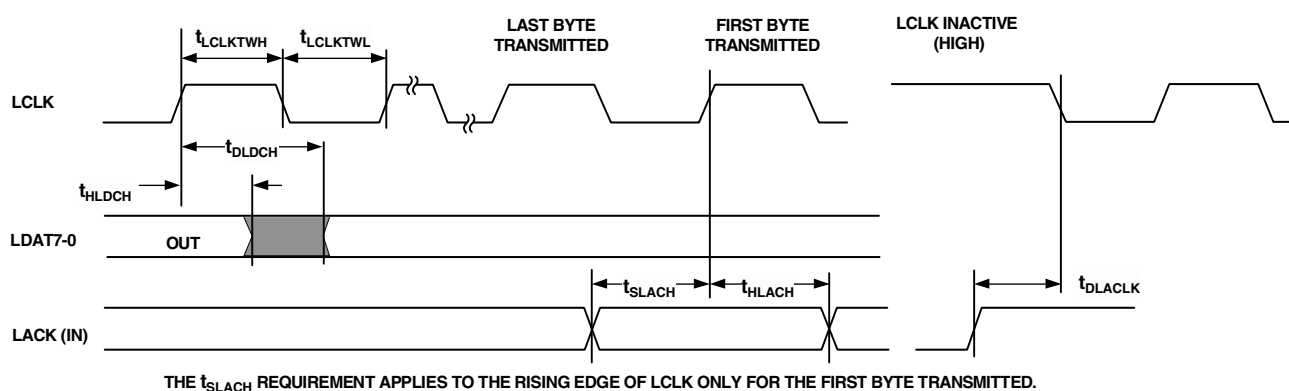 LAST BYTE
TRANSMITTED
FIRST BYTE
TRANSMITTED
LCLK INACTIVE
(HIGH)
tLCLKTWH
tLCLKTWL
LCLK
tDLDCH
tHLDCH
LDAT7-0
OUT
tSLACH
tHLACH
tDLACLK
LACK (IN)
THE tSLACH REQUIREMENT APPLIES TO THE RISING EDGE OF LCLK ONLY FOR THE FIRST BYTE TRANSMITTED.